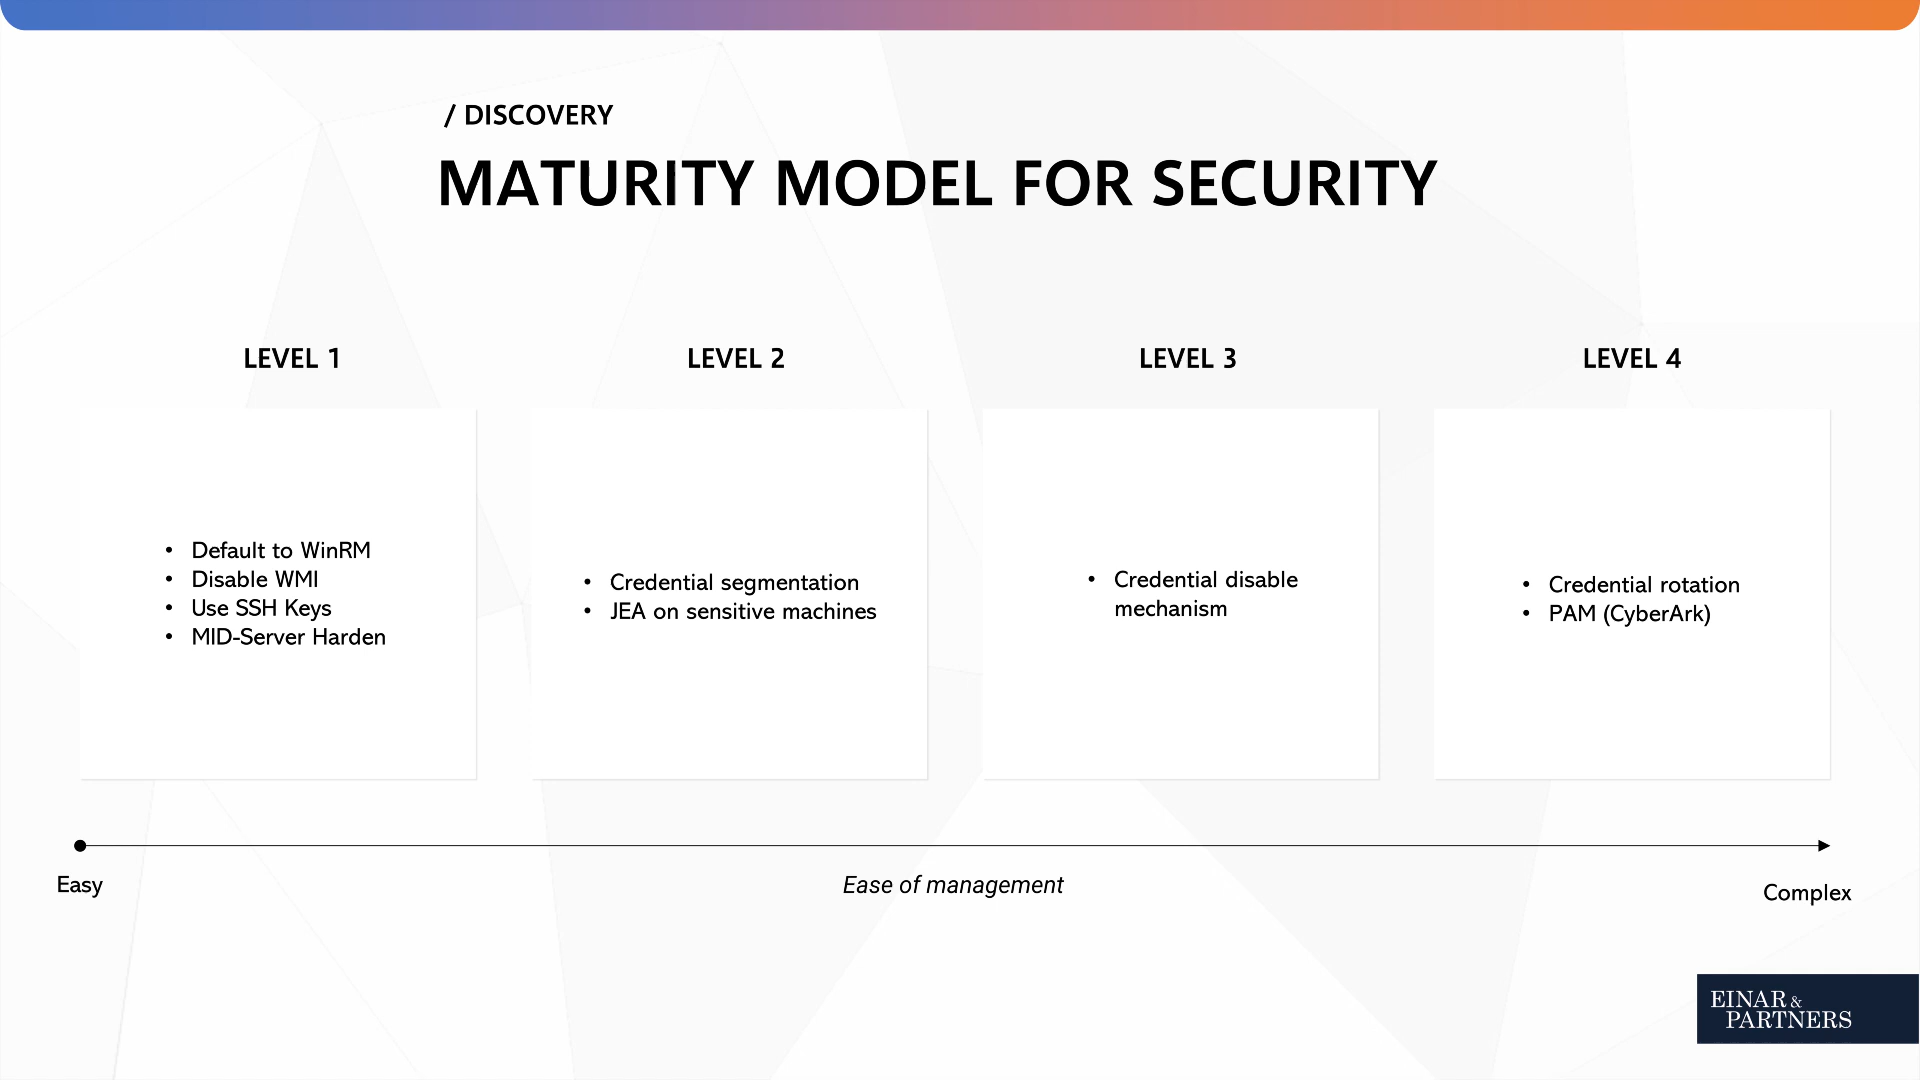 / DISCOVERY
MATURITY MODEL FOR SECURITY
LEVEL 1
• Default to WinRM
• Disable WMI
• Use SSH Keys
• MID-Server Harden
LEVEL 2
• Credential segmentation
• JEA on sensitive machines
LEVEL 3
• Credential disable
mechanism
LEVEL 4
• Credential rotation
• PAM (CyberArk)
Easy
Ease of management
Complex
EINAR &
PARTNERS